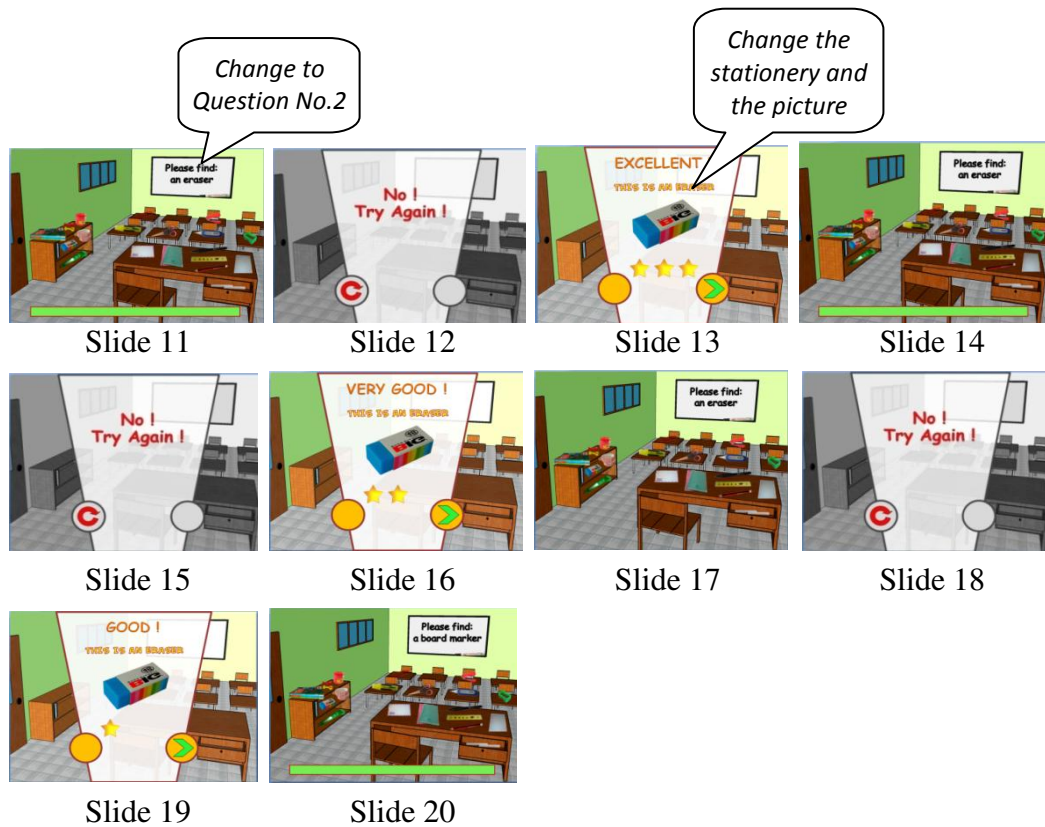 Change to
Question No.2
Change the
stationery and
the picture
Please find:
an eraser
No !
Try Again !
EXCELLENT
THIS IS AN ERASER
Please find:
an eraser
Slide 11
Slide 12
Slide 13
Slide 14
No !
Try Again !
VERY GOOD !
THIS IS AN ERASER
Please find:
an eraser
No !
Try Again !
Slide 15
Slide 16
Slide 17
Slide 18
GOOD !
THIS IS AN ERASER
Please find:
a board marker
Slide 19
Slide 20